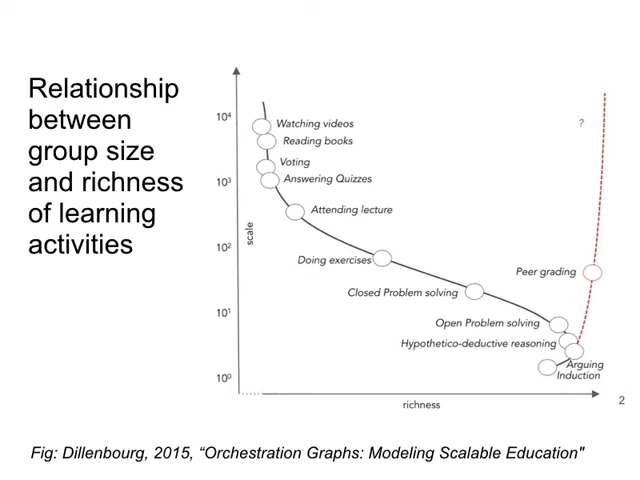 Relationship
between
group size
and richness
of learning
activities
10⁴
10³
10²
10¹
10⁰
scale
Watching videos
Reading books
Voting
Answering Quizzes
Attending lecture
Doing exercises
Closed Problem solving
Open Problem solving
Hypothetico-deductive reasoning
Arguing
Induction
?
Peer grading
richness
2
Fig: Dillenbourg, 2015, “Orchestration Graphs: Modeling Scalable Education"